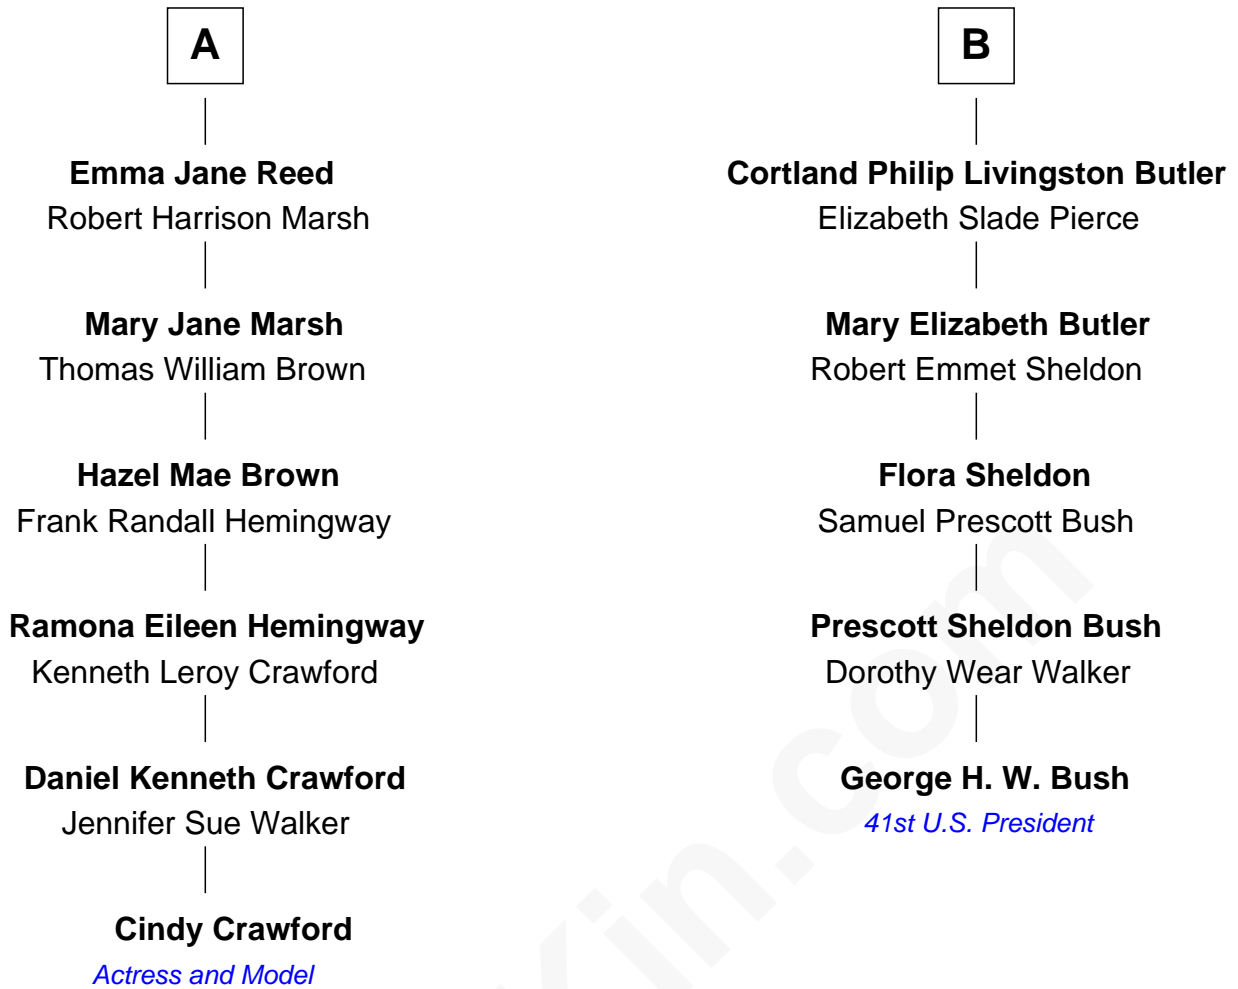 A
Emma Jane Reed
Robert Harrison Marsh
Mary Jane Marsh
Thomas William Brown
Hazel Mae Brown
Frank Randall Hemingway
Ramona Eileen Hemingway
Kenneth Leroy Crawford
Daniel Kenneth Crawford
Jennifer Sue Walker
Cindy Crawford
Actress and Model
B
Cortland Philip Livingston Butler
Elizabeth Slade Pierce
Mary Elizabeth Butler
Robert Emmet Sheldon
Flora Sheldon
Samuel Prescott Bush
Prescott Sheldon Bush
Dorothy Wear Walker
George H. W. Bush
41st U.S. President
Kin.com